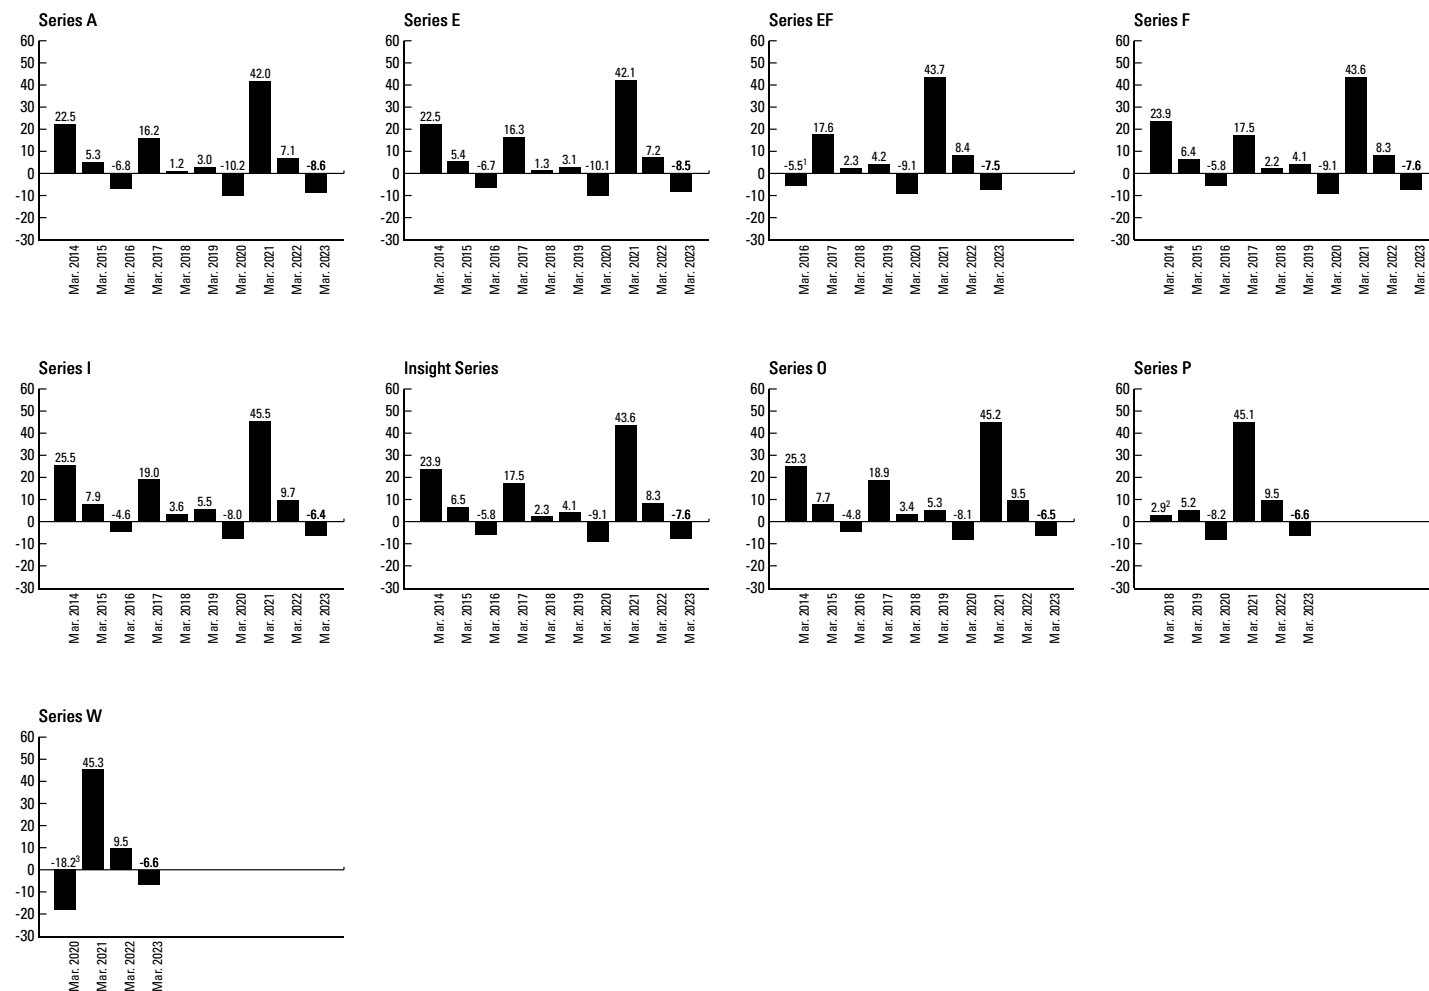 Series A
60
50
40
30
20
10
0
-10
-20
-30
22.5
5.3
-6.8
16.2
1.2
3.0
-10.2
42.0
7.1
-8.6
Mar. 2014
Mar. 2015
Mar. 2016
Mar. 2017
Mar. 2018
Mar. 2019
Mar. 2020
Mar. 2021
Mar. 2022
Mar. 2023
Series E
60
50
40
30
20
10
0
-10
-20
-30
22.5
5.4
-6.7
16.3
1.3
3.1
-10.1
42.1
7.2
-8.5
Mar. 2014
Mar. 2015
Mar. 2016
Mar. 2017
Mar. 2018
Mar. 2019
Mar. 2020
Mar. 2021
Mar. 2022
Mar. 2023
Series EF
60
50
40
30
20
10
0
-10
-20
-30
-5.5¹
17.6
2.3
4.2
-9.1
43.7
8.4
-7.5
Mar. 2016
Mar. 2017
Mar. 2018
Mar. 2019
Mar. 2020
Mar. 2021
Mar. 2022
Mar. 2023
Series F
60
50
40
30
20
10
0
-10
-20
-30
23.9
6.4
-5.8
17.5
2.2
4.1
-9.1
43.6
8.3
-7.6
Mar. 2014
Mar. 2015
Mar. 2016
Mar. 2017
Mar. 2018
Mar. 2019
Mar. 2020
Mar. 2021
Mar. 2022
Mar. 2023
Series I
60
50
40
30
20
10
0
-10
-20
-30
25.5
7.9
-4.6
19.0
3.6
5.5
-8.0
45.5
9.7
-6.4
Mar. 2014
Mar. 2015
Mar. 2016
Mar. 2017
Mar. 2018
Mar. 2019
Mar. 2020
Mar. 2021
Mar. 2022
Mar. 2023
Insight Series
60
50
40
30
20
10
0
-10
-20
-30
23.9
6.5
-5.8
17.5
2.3
4.1
-9.1
43.6
8.3
-7.6
Mar. 2014
Mar. 2015
Mar. 2016
Mar. 2017
Mar. 2018
Mar. 2019
Mar. 2020
Mar. 2021
Mar. 2022
Mar. 2023
Series O
60
50
40
30
20
10
0
-10
-20
-30
25.3
7.7
-4.8
18.9
3.4
5.3
-8.1
45.2
9.5
-6.5
Mar. 2014
Mar. 2015
Mar. 2016
Mar. 2017
Mar. 2018
Mar. 2019
Mar. 2020
Mar. 2021
Mar. 2022
Mar. 2023
Series P
60
50
40
30
20
10
0
-10
-20
-30
2.9²
5.2
-8.2
45.1
9.5
-6.6
Mar. 2018
Mar. 2019
Mar. 2020
Mar. 2021
Mar. 2022
Mar. 2023
Series W
60
50
40
30
20
10
0
-10
-20
-30
-18.2³
45.3
9.5
-6.6
Mar. 2020
Mar. 2021
Mar. 2022
Mar. 2023